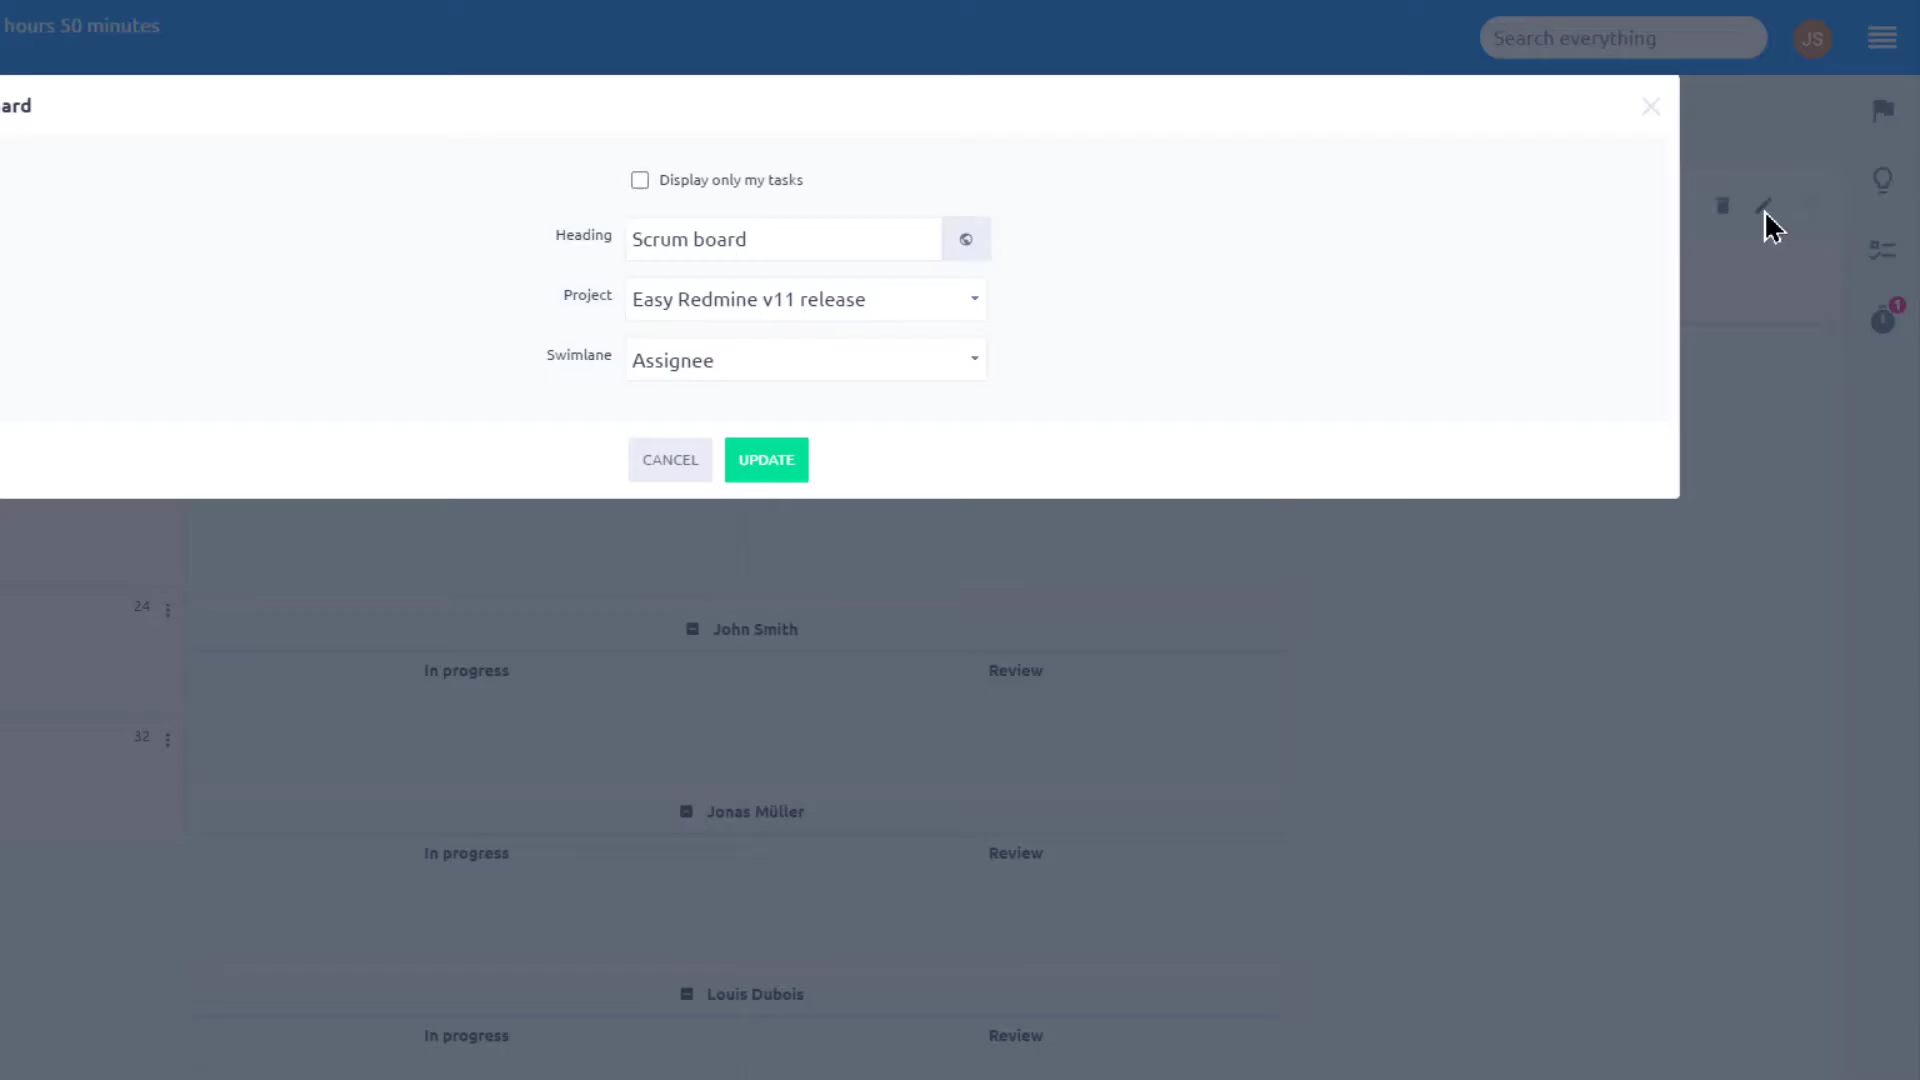 hours 50 minutes
Search everything
JS
ard
Display only my tasks
Heading
Scrum board
Project
Easy Redmine v11 release
Swimlane
Assignee
CANCEL
UPDATE
1
24
John Smith
In progress
Review
32
Jonas Müller
In progress
Review
Louis Dubois
In progress
Review